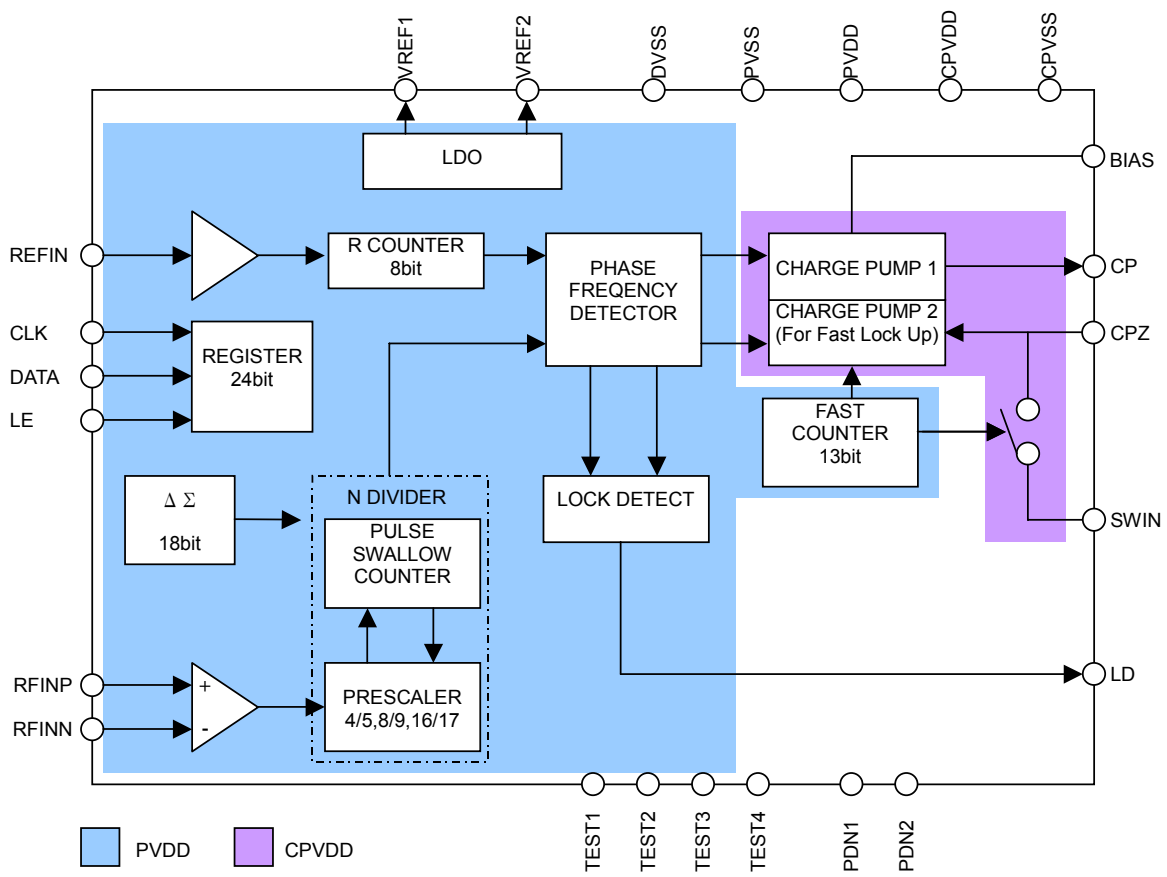 VREF1
VREF2
DVSS
PVSS
PVDD
CPVDD
CPVSS
LDO
BIAS
REFIN
R COUNTER
8bit
PHASE
FREQENCY
DETECTOR
CHARGE PUMP 1
CP
CHARGE PUMP 2
(For Fast Lock Up)
CPZ
CLK
DATA
LE
REGISTER
24bit
FAST
COUNTER
13bit
Δ Σ
18bit
N DIVIDER
PULSE
SWALLOW
COUNTER
LOCK DETECT
SWIN
RFINP
RFINN
+
-
PRESCALER
4/5,8/9,16/17
LD
TEST1
TEST2
TEST3
TEST4
PDN1
PDN2
PVDD
CPVDD